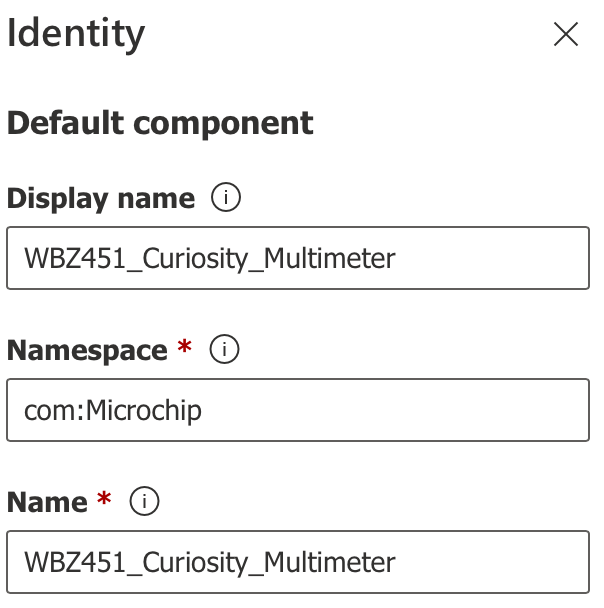 Identity
Default component
Display name
WBZ451_Curiosity_Multimeter
Namespace *
com:Microchip
Name *
WBZ451_Curiosity_Multimeter